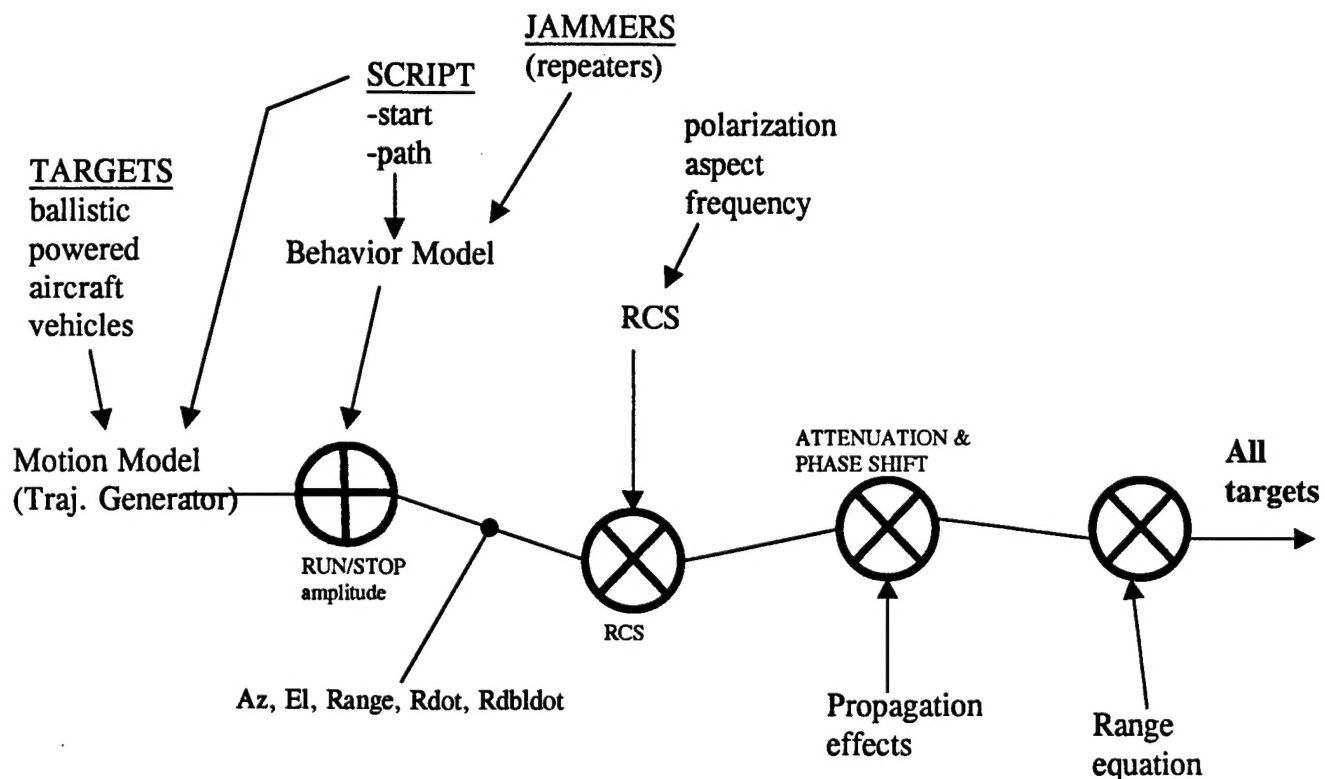 JAMMERS
(repeaters)
SCRIPT
-start
-path
polarization
aspect
frequency
TARGETS
ballistic
powered
aircraft
vehicles
Behavior Model
RCS
Motion Model
(Traj. Generator)
RUN/STOP
amplitude
RCS
ATTENUATION &
PHASE SHIFT
All
targets
Az, El, Range, Rdot, Rdbldot
Propagation
effects
Range
equation